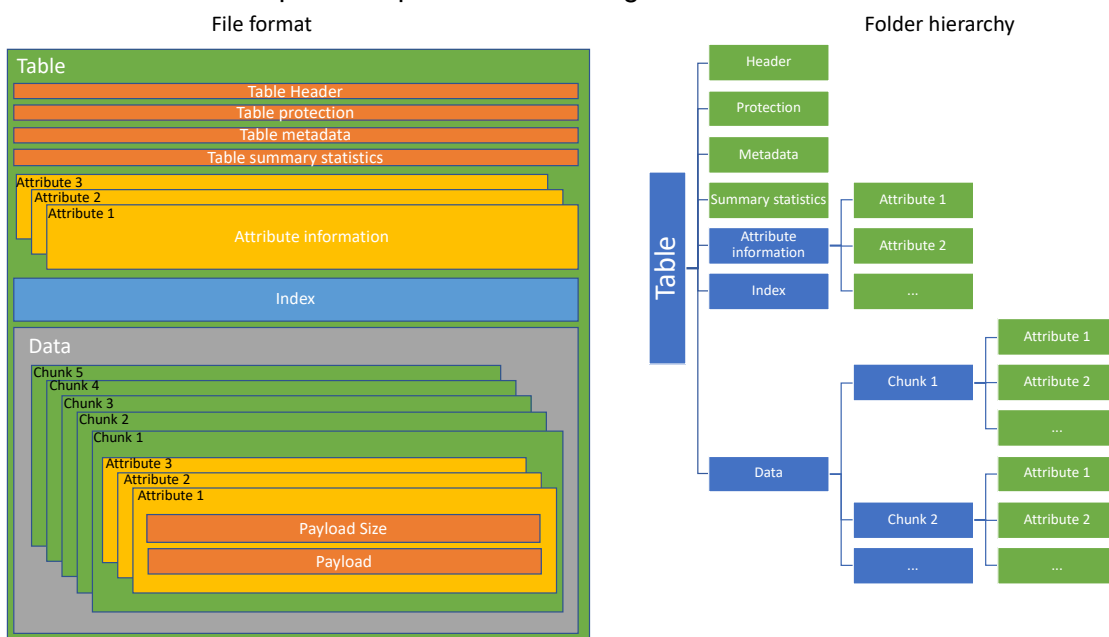 File format
Table
Table Header
Table protection
Table metadata
Table summary statistics
Attribute 3
Attribute 2
Attribute 1
Attribute information
Index
Data
Chunk 5
Chunk 4
Chunk 3
Chunk 2
Chunk 1
Attribute 3
Attribute 2
Attribute 1
Payload Size
Payload
Folder hierarchy
Table
Header
Protection
Metadata
Summary statistics
Attribute
information
Attribute 1
Attribute 2
...
Index
Data
Chunk 1
Attribute 1
Attribute 2
...
Chunk 2
Attribute 1
Attribute 2
...
...